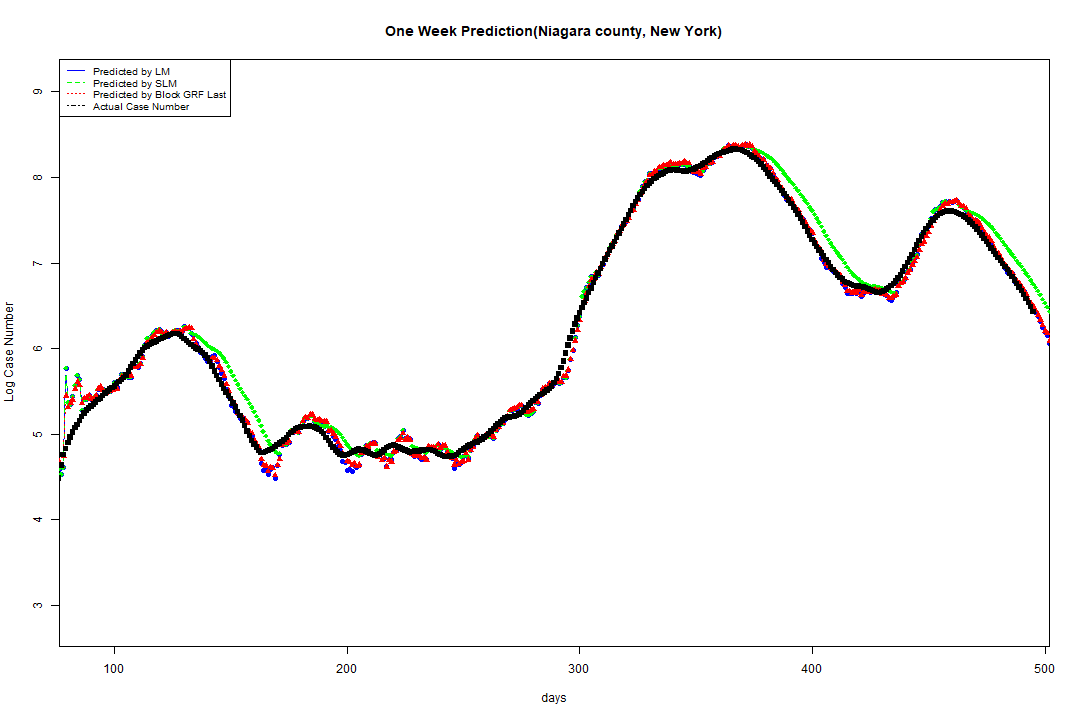 One Week Prediction(Niagara county, New York)
Predicted by LM
Predicted by SLM
Predicted by Block GRF Last
Actual Case Number
9
8
7
6
5
4
3
Log Case Number
100 200 300 400 500
days